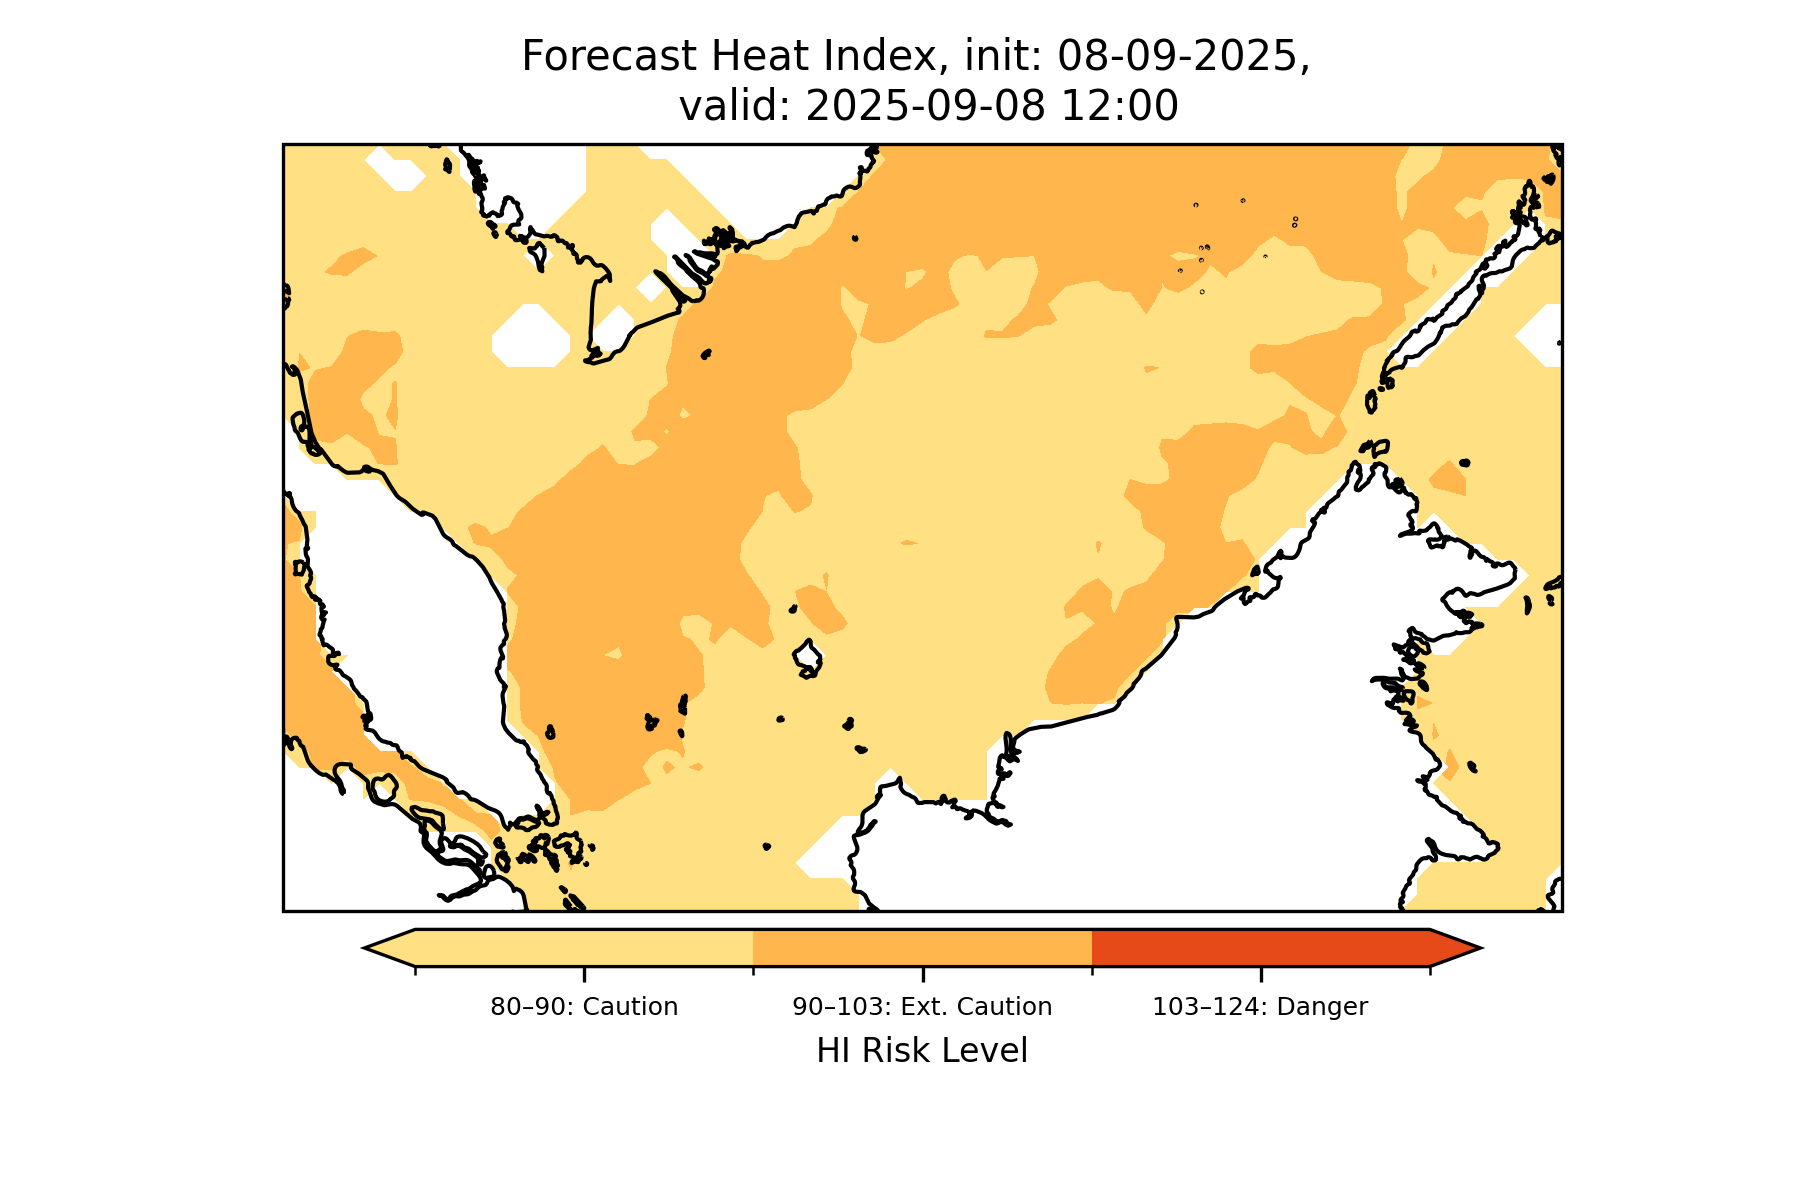 Forecast Heat Index, init: 08-09-2025,
valid: 2025-09-08 12:00
80–90: Caution
90–103: Ext. Caution
103–124: Danger
HI Risk Level